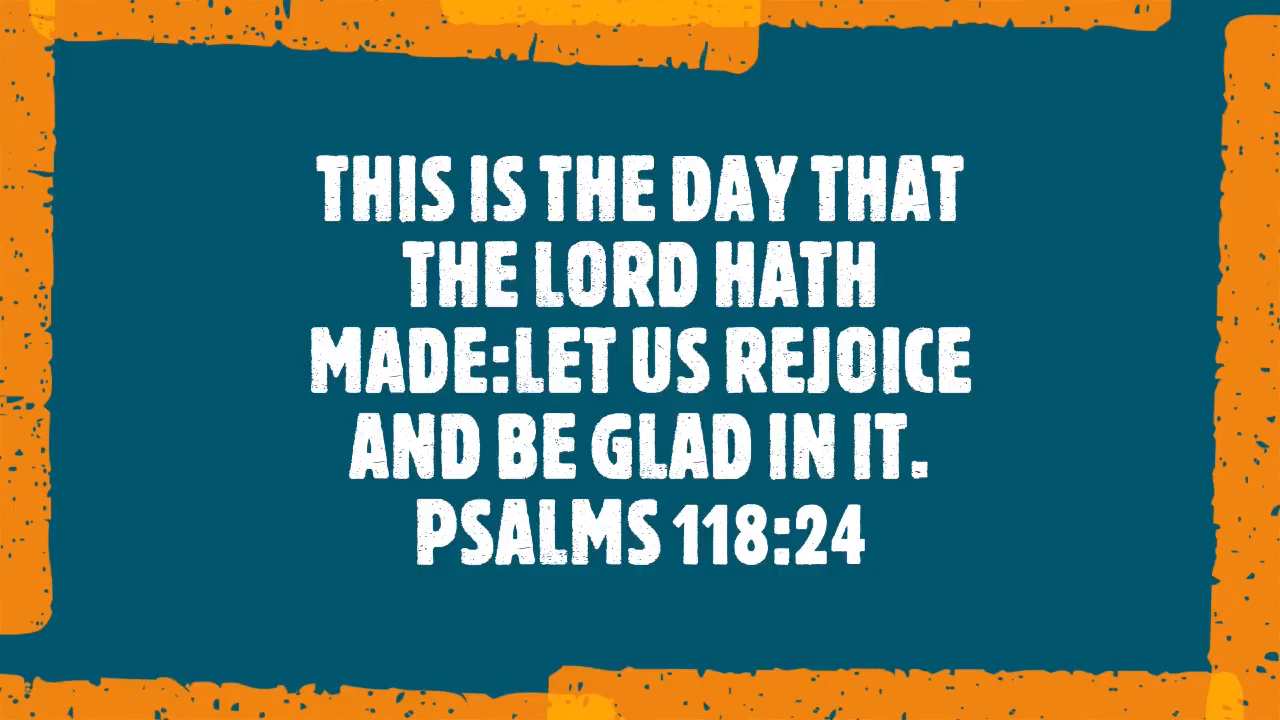 THIS IS THE DAY THAT
THE LORD HATH
MADE:LET US REJOICE
AND BE GLAD IN IT.
PSALMS 118:24